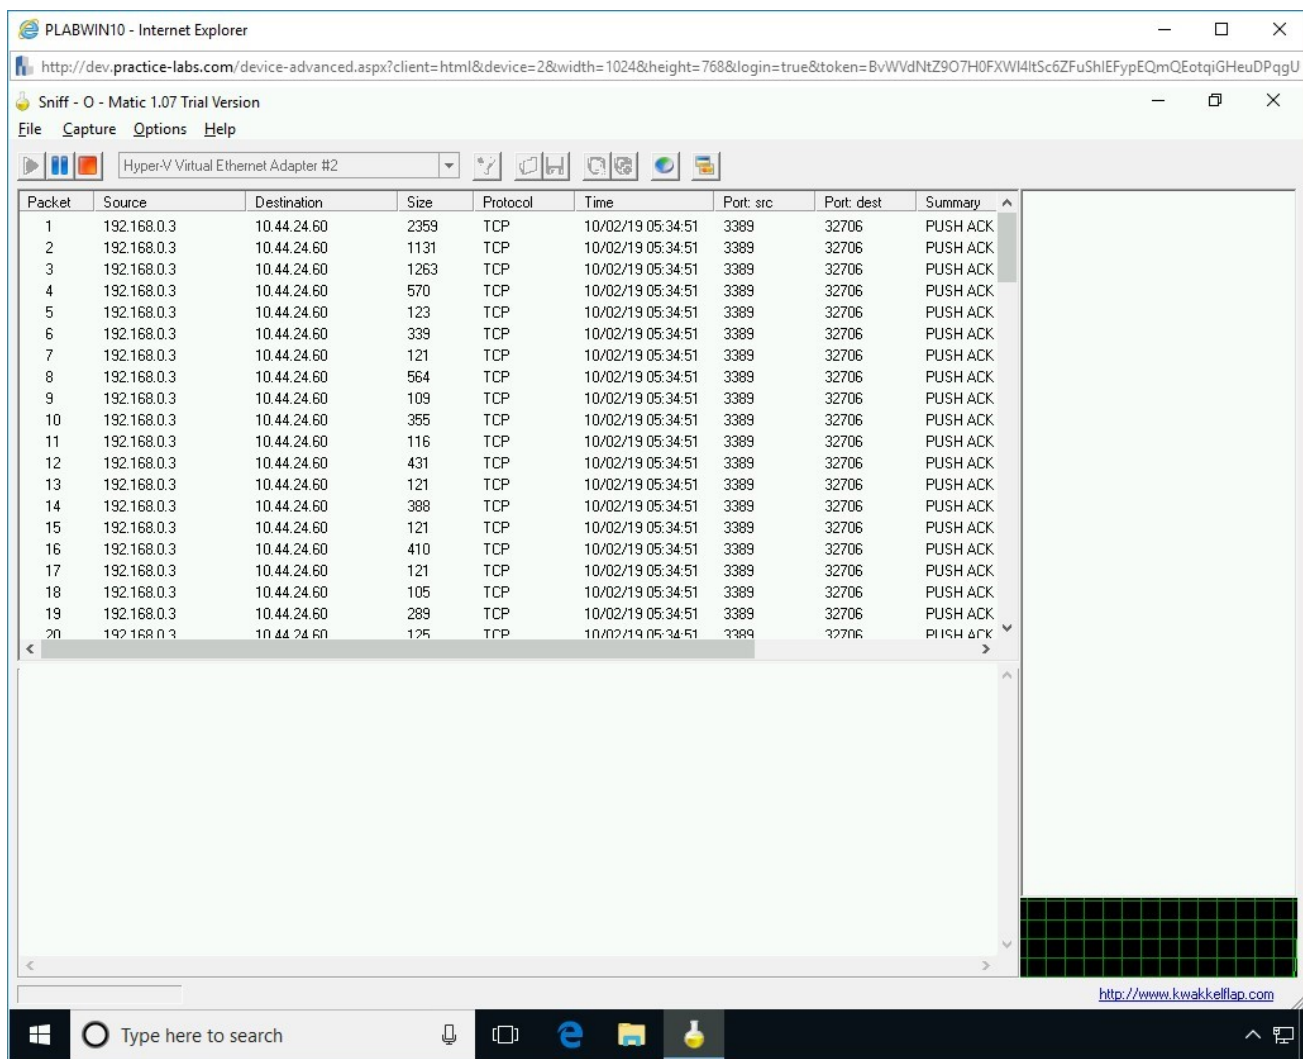 PLABWIN10 - Internet Explorer
http://dev.practice-labs.com/device-advanced.aspx?client=html&device=2&width=1024&height=768&login=true&token=BvWVdNtZ9O7H0FXWl4ltSc6ZFuShlEFypEQmQEotqiGHeuDPqgU
Sniff - O - Matic 1.07 Trial Version
File Capture Options Help
Hyper-V Virtual Ethernet Adapter #2
Packet Source Destination Size Protocol Time Port: src Port: dest Summary
1 192.168.0.3 10.44.24.60 2359 TCP 10/02/19 05:34:51 3389 32706 PUSH ACK
2 192.168.0.3 10.44.24.60 1131 TCP 10/02/19 05:34:51 3389 32706 PUSH ACK
3 192.168.0.3 10.44.24.60 1263 TCP 10/02/19 05:34:51 3389 32706 PUSH ACK
4 192.168.0.3 10.44.24.60 570 TCP 10/02/19 05:34:51 3389 32706 PUSH ACK
5 192.168.0.3 10.44.24.60 123 TCP 10/02/19 05:34:51 3389 32706 PUSH ACK
6 192.168.0.3 10.44.24.60 339 TCP 10/02/19 05:34:51 3389 32706 PUSH ACK
7 192.168.0.3 10.44.24.60 121 TCP 10/02/19 05:34:51 3389 32706 PUSH ACK
8 192.168.0.3 10.44.24.60 564 TCP 10/02/19 05:34:51 3389 32706 PUSH ACK
9 192.168.0.3 10.44.24.60 109 TCP 10/02/19 05:34:51 3389 32706 PUSH ACK
10 192.168.0.3 10.44.24.60 355 TCP 10/02/19 05:34:51 3389 32706 PUSH ACK
11 192.168.0.3 10.44.24.60 116 TCP 10/02/19 05:34:51 3389 32706 PUSH ACK
12 192.168.0.3 10.44.24.60 431 TCP 10/02/19 05:34:51 3389 32706 PUSH ACK
13 192.168.0.3 10.44.24.60 121 TCP 10/02/19 05:34:51 3389 32706 PUSH ACK
14 192.168.0.3 10.44.24.60 388 TCP 10/02/19 05:34:51 3389 32706 PUSH ACK
15 192.168.0.3 10.44.24.60 121 TCP 10/02/19 05:34:51 3389 32706 PUSH ACK
16 192.168.0.3 10.44.24.60 410 TCP 10/02/19 05:34:51 3389 32706 PUSH ACK
17 192.168.0.3 10.44.24.60 121 TCP 10/02/19 05:34:51 3389 32706 PUSH ACK
18 192.168.0.3 10.44.24.60 105 TCP 10/02/19 05:34:51 3389 32706 PUSH ACK
19 192.168.0.3 10.44.24.60 289 TCP 10/02/19 05:34:51 3389 32706 PUSH ACK
20 192.168.0.3 10.44.24.60 125 TCP 10/02/19 05:34:51 3389 32706 PUSH ACK
http://www.kwakkelflap.com
Type here to search